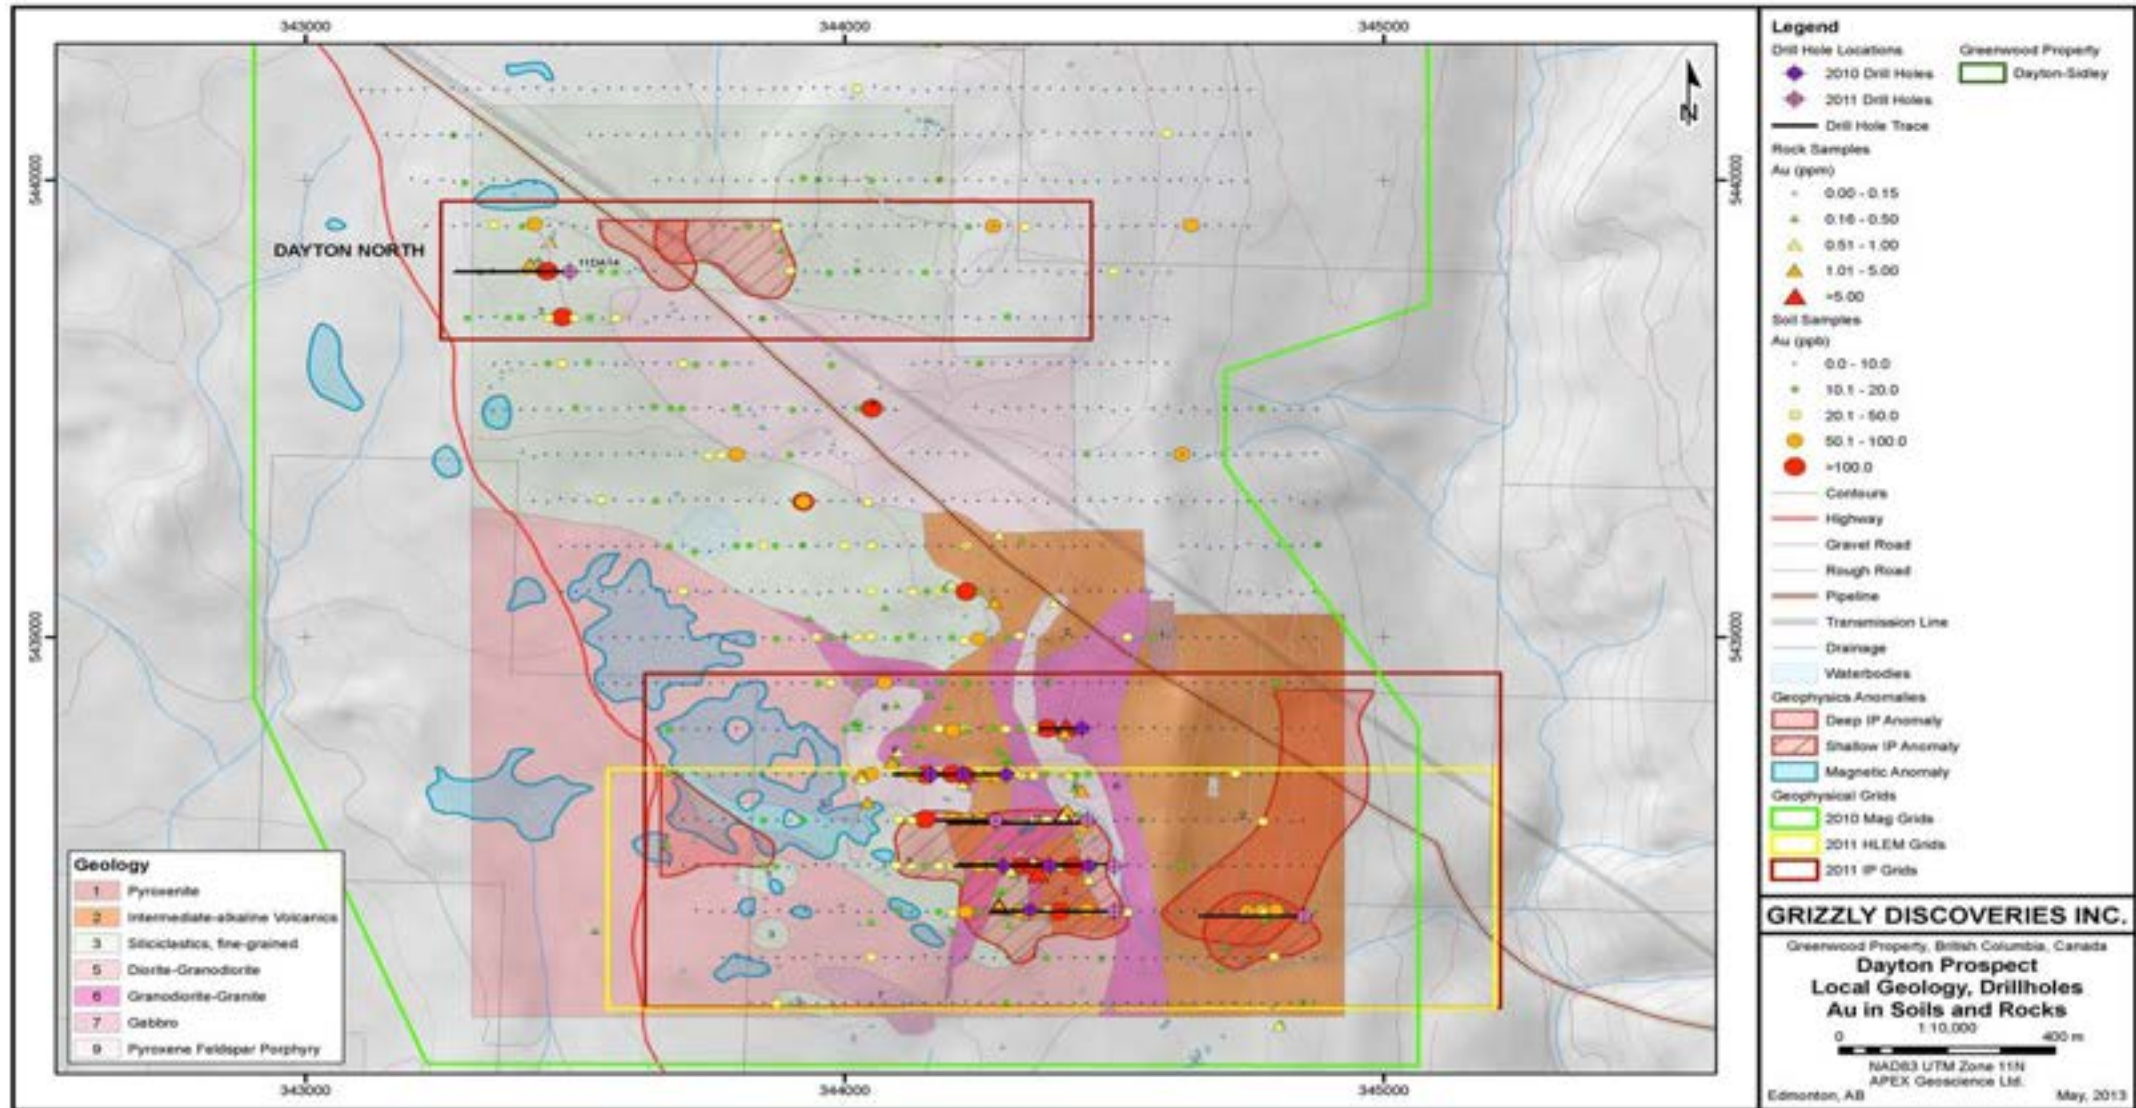 343000
344000
345000
5440000
5440000
N
DAYTON NORTH
11DA14
5439000
5439000
Geology
1 Pyroxenite
2 Intermediate-alkaline Volcanics
3 Siliciclastics, fine-grained
5 Diorite-Granodiorite
6 Granodiorite-Granite
7 Gabbro
9 Pyroxene Feldspar Porphyry
343000
344000
345000
Legend
Drill Hole Locations
2010 Drill Holes
2011 Drill Holes
Drill Hole Trace
Greenwood Property
Dayton-Sidley
Rock Samples
Au (ppm)
0.00 - 0.15
0.16 - 0.50
0.51 - 1.00
1.01 - 5.00
>5.00
Soil Samples
Au (ppb)
0.0 - 10.0
10.1 - 20.0
20.1 - 50.0
50.1 - 100.0
>100.0
Contours
Highway
Gravel Road
Rough Road
Pipeline
Transmission Line
Drainage
Waterbodies
Geophysics Anomalies
Deep IP Anomaly
Shallow IP Anomaly
Magnetic Anomaly
Geophysical Grids
2010 Mag Grids
2011 HLEM Grids
2011 IP Grids
GRIZZLY DISCOVERIES INC.
Greenwood Property, British Columbia, Canada
Dayton Prospect
Local Geology, Drillholes
Au in Soils and Rocks
1:10,000
0 400 m
NAD83 UTM Zone 11N
APEX Geoscience Ltd.
Edmonton, AB May, 2013